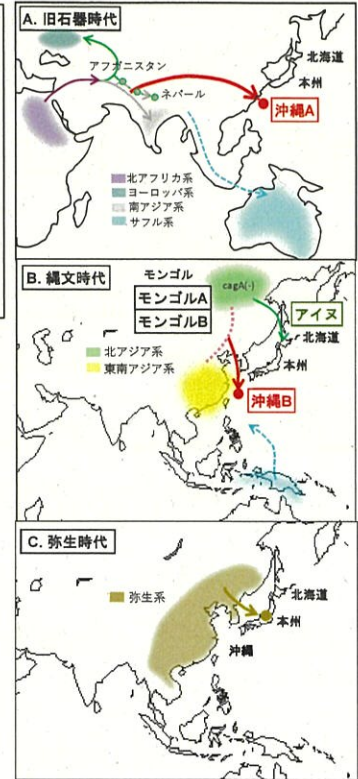 A. 旧石器時代
アフガニスタン
ネパール
北海道
本州
沖縄A
北アフリカ系
ヨーロッパ系
南アジア系
サフル系
B. 縄文時代
モンゴル
cagA(-)
モンゴルA
モンゴルB
アイヌ
北海道
本州
北アジア系
東南アジア系
沖縄B
C. 弥生時代
弥生系
北海道
本州
沖縄